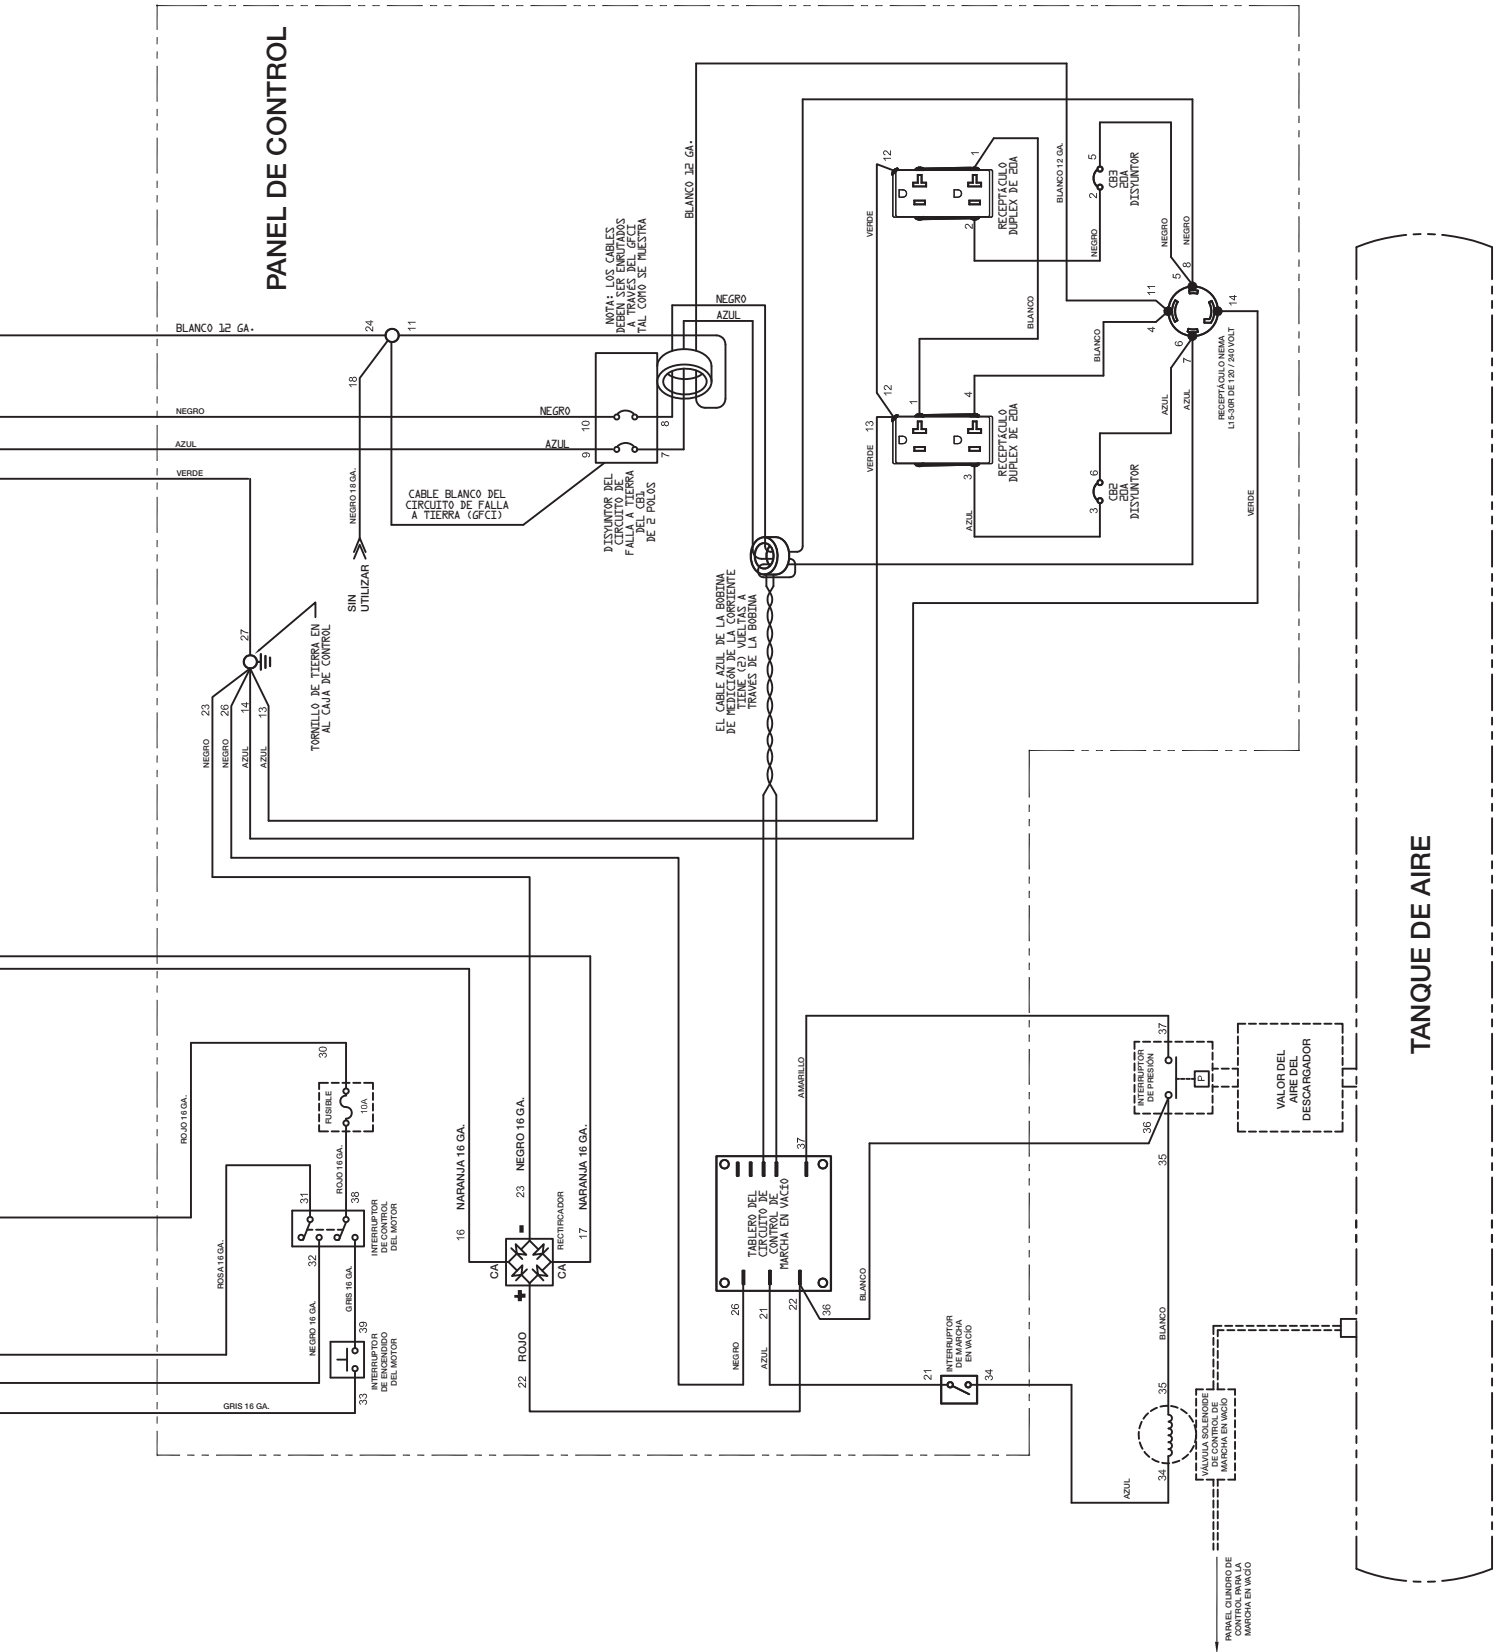 PANEL DE CONTROL
BLANCO 12 GA.
24
11
18
NEGRO
AZUL
VERDE
NEGRO 18 GA.
SIN
UTILIZAR
CABLE BLANCO DEL
CIRCUITO DE FALLA
A TIERRA (GFCI)
NEGRO
AZUL
10
9
8
7
DISYUNTOR DEL
CIRCUITO DE
FALLA A TIERRA
DEL CB1
DE 2 POLOS
NOTA: LOS CABLES
DEBEN SER ENRUTADOS
A TRAVÉS DEL GFCI
TAL COMO SE MUESTRA
BLANCO 12 GA.
NEGRO
AZUL
EL CABLE AZUL DE LA BOBINA
DE MEDICIÓN DE LA CORRIENTE
TIENE (2) VUELTAS A
TRAVÉS DE LA BOBINA
VERDE
12
1
2
RECEPTÁCULO
DUPLEX DE 20A
BLANCO
12
13
VERDE
1
4
3
RECEPTÁCULO
DUPLEX DE 20A
AZUL
BLANCO 12 GA.
NEGRO
2
5
CB3
20A
DISYUNTOR
NEGRO
NEGRO
BLANCO
3
6
CB2
20A
DISYUNTOR
AZUL
AZUL
11
5
8
4
6
7
14
RECEPTÁCULO NEMA
L15-30R DE 120 / 240 VOLT
VERDE
27
TORNILLO DE TIERRA EN
AL CAJA DE CONTROL
23
26
14
13
NEGRO
NEGRO
AZUL
AZUL
ROJO 16 GA.
30
FUSIBLE
10A
ROJO 16 GA.
31
38
32
INTERRUPTOR
DE CONTROL
DEL MOTOR
ROSA 16 GA.
NEGRO 16 GA.
GRIS 16 GA.
39
33
INTERRUPTOR
DE ENCENDIDO
DEL MOTOR
GRIS 16 GA.
NARANJA 16 GA.
16
NEGRO 16 GA.
23
NARANJA 16 GA.
17
CA
-
CA
+
RECTIFICADOR
ROJO
22
TABLERO DEL
CIRCUITO DE
CONTROL DE
MARCHA EN VACÍO
37
26
21
22
36
NEGRO
AZUL
BLANCO
AMARILLO
21
34
INTERRUPTOR
DE MARCHA
EN VACÍO
INTERRUPTOR
DE PRESIÓN
37
36
35
P
VALOR DEL
AIRE DEL
DESCARGADOR
BLANCO
35
34
AZUL
VÁLVULA SOLENOIDE
DE CONTROL DE
MARCHA EN VACÍO
PARA EL CILINDRO DE
CONTROL PARA LA
MARCHA EN VACÍO
TANQUE DE AIRE